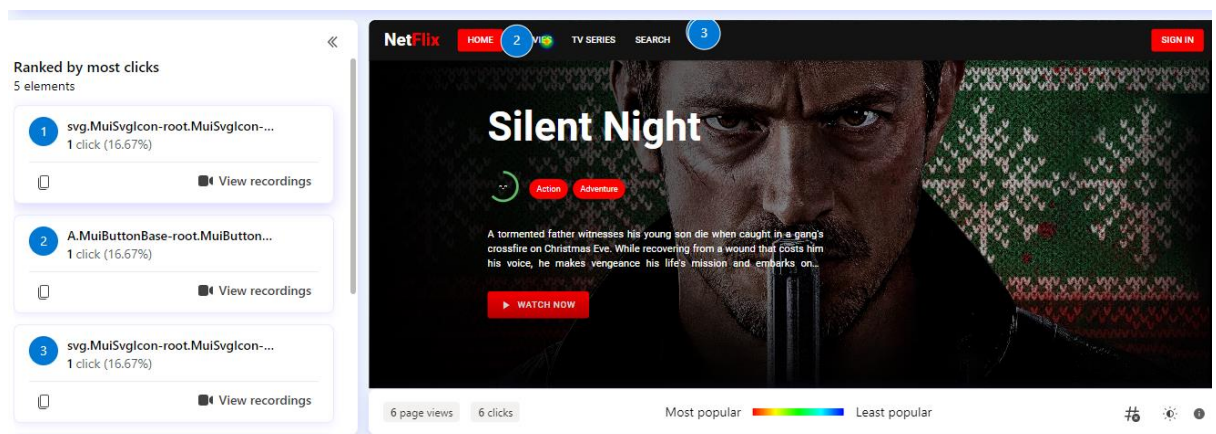 Ranked by most clicks
5 elements
1
svg.MuiSvgIcon-root.MuiSvgIcon-...
1 click (16.67%)
View recordings
2
A.MuiButtonBase-root.MuiButton...
1 click (16.67%)
View recordings
3
svg.MuiSvgIcon-root.MuiSvgIcon-...
1 click (16.67%)
View recordings
NetFlix HOME 2 VIES TV SERIES SEARCH 3 SIGN IN
Silent Night
Action Adventure
A tormented father witnesses his young son die when caught in a gang's
crossfire on Christmas Eve. While recovering from a wound that costs him
his voice, he makes vengeance his life's mission and embarks on...
WATCH NOW
6 page views 6 clicks Most popular Least popular